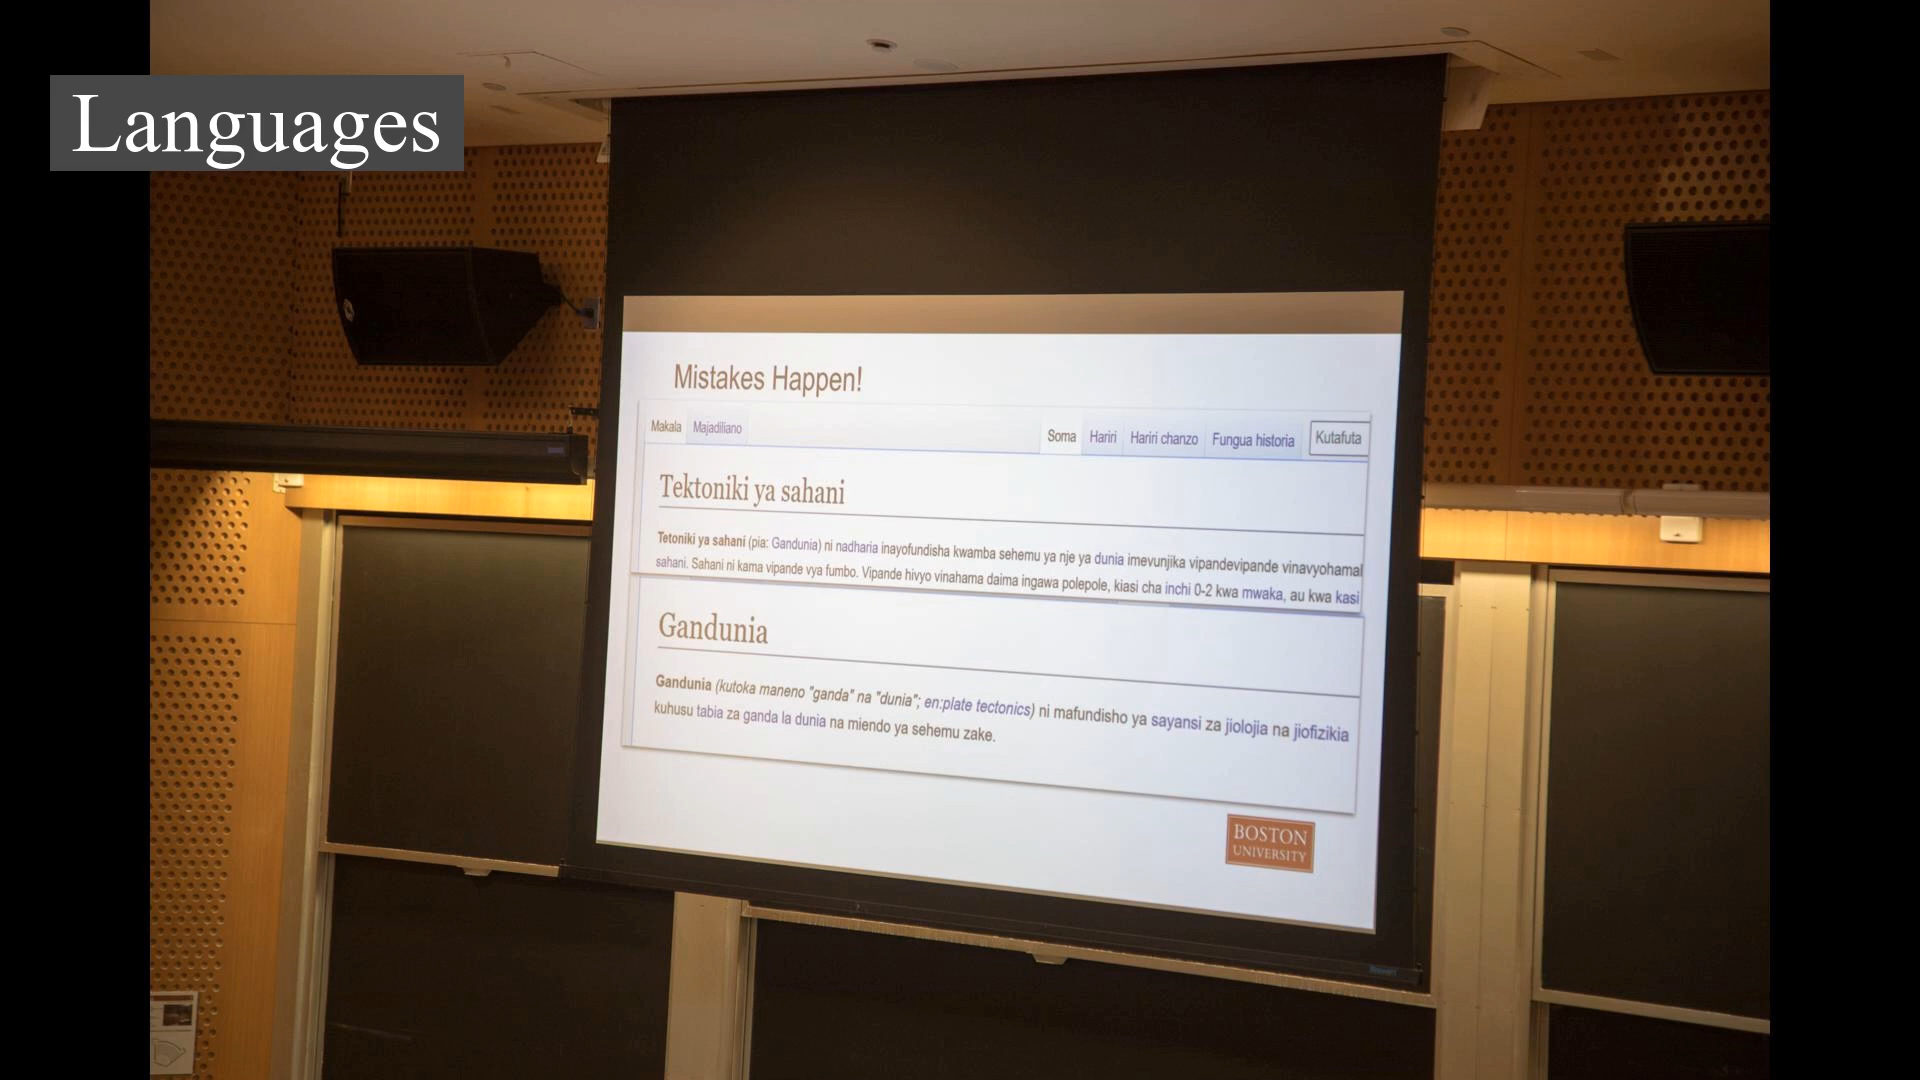 Languages
Mistakes Happen!
Makala Majadiliano Soma Hariri Hariri chanzo Fungua historia Kutafuta
Tektoniki ya sahani
Tetoniki ya sahani (pia: Gandunia) ni nadharia inayofundisha kwamba sehemu ya nje ya dunia imevunjika vipandevipande vinavyohamal
sahani. Sahani ni kama vipande vya fumbo. Vipande hivyo vinahama daima ingawa polepole, kiasi cha inchi 0-2 kwa mwaka, au kwa kasi
Gandunia
Gandunia (kutoka maneno "ganda" na "dunia"; en:plate tectonics) ni mafundisho ya sayansi za jiolojia na jiofizikia
kuhusu tabia za ganda la dunia na miendo ya sehemu zake.
BOSTON
UNIVERSITY